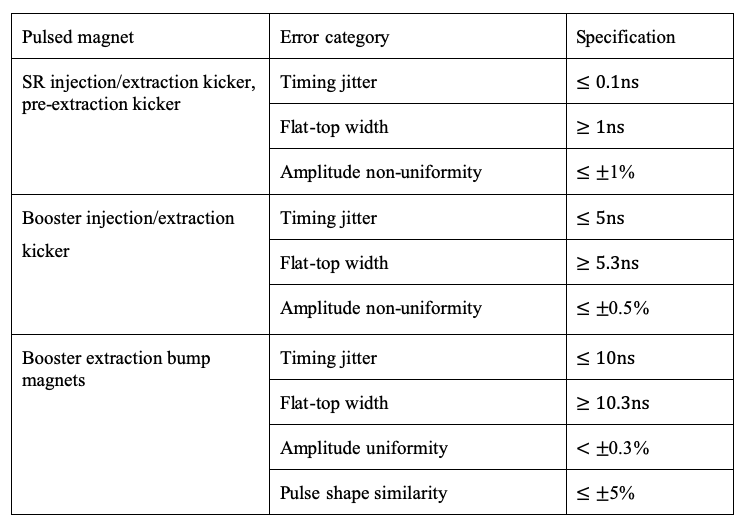 Pulsed magnet Error category Specification
SR injection/extraction kicker, Timing jitter ≤ 0.1ns
pre-extraction kicker
Flat-top width ≥ 1ns
Amplitude non-uniformity ≤ ±1%
Booster injection/extraction Timing jitter ≤ 5ns
kicker
Flat-top width ≥ 5.3ns
Amplitude non-uniformity ≤ ±0.5%
Booster extraction bump Timing jitter ≤ 10ns
magnets
Flat-top width ≥ 10.3ns
Amplitude uniformity < ±0.3%
Pulse shape similarity ≤ ±5%